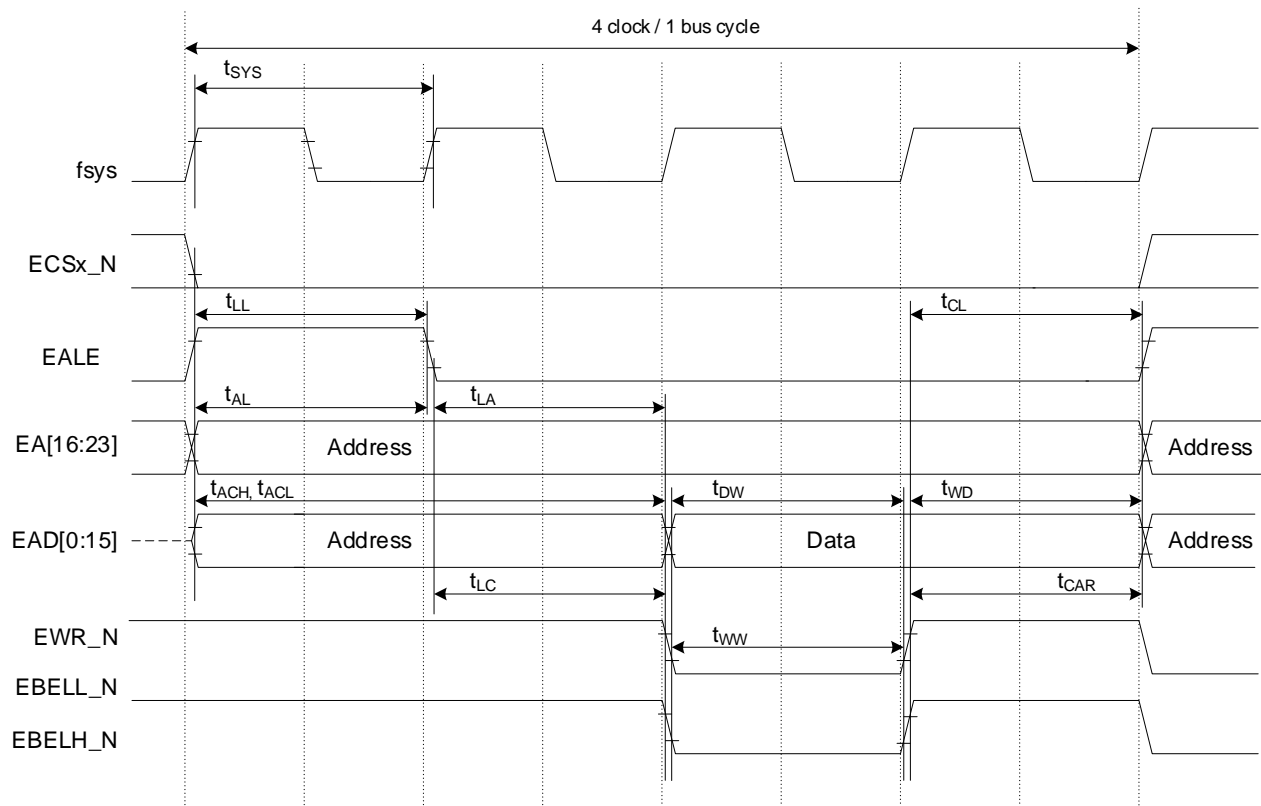 4 clock / 1 bus cycle
tSYS
fsys
ECSx_N
tLL
tCL
EALE
tAL
tLA
EA[16:23]
Address
Address
tACH, tACL
tDW
tWD
EAD[0:15]
Address
Data
Address
tLC
tCAR
EWR_N
tWW
EBELL_N
EBELH_N